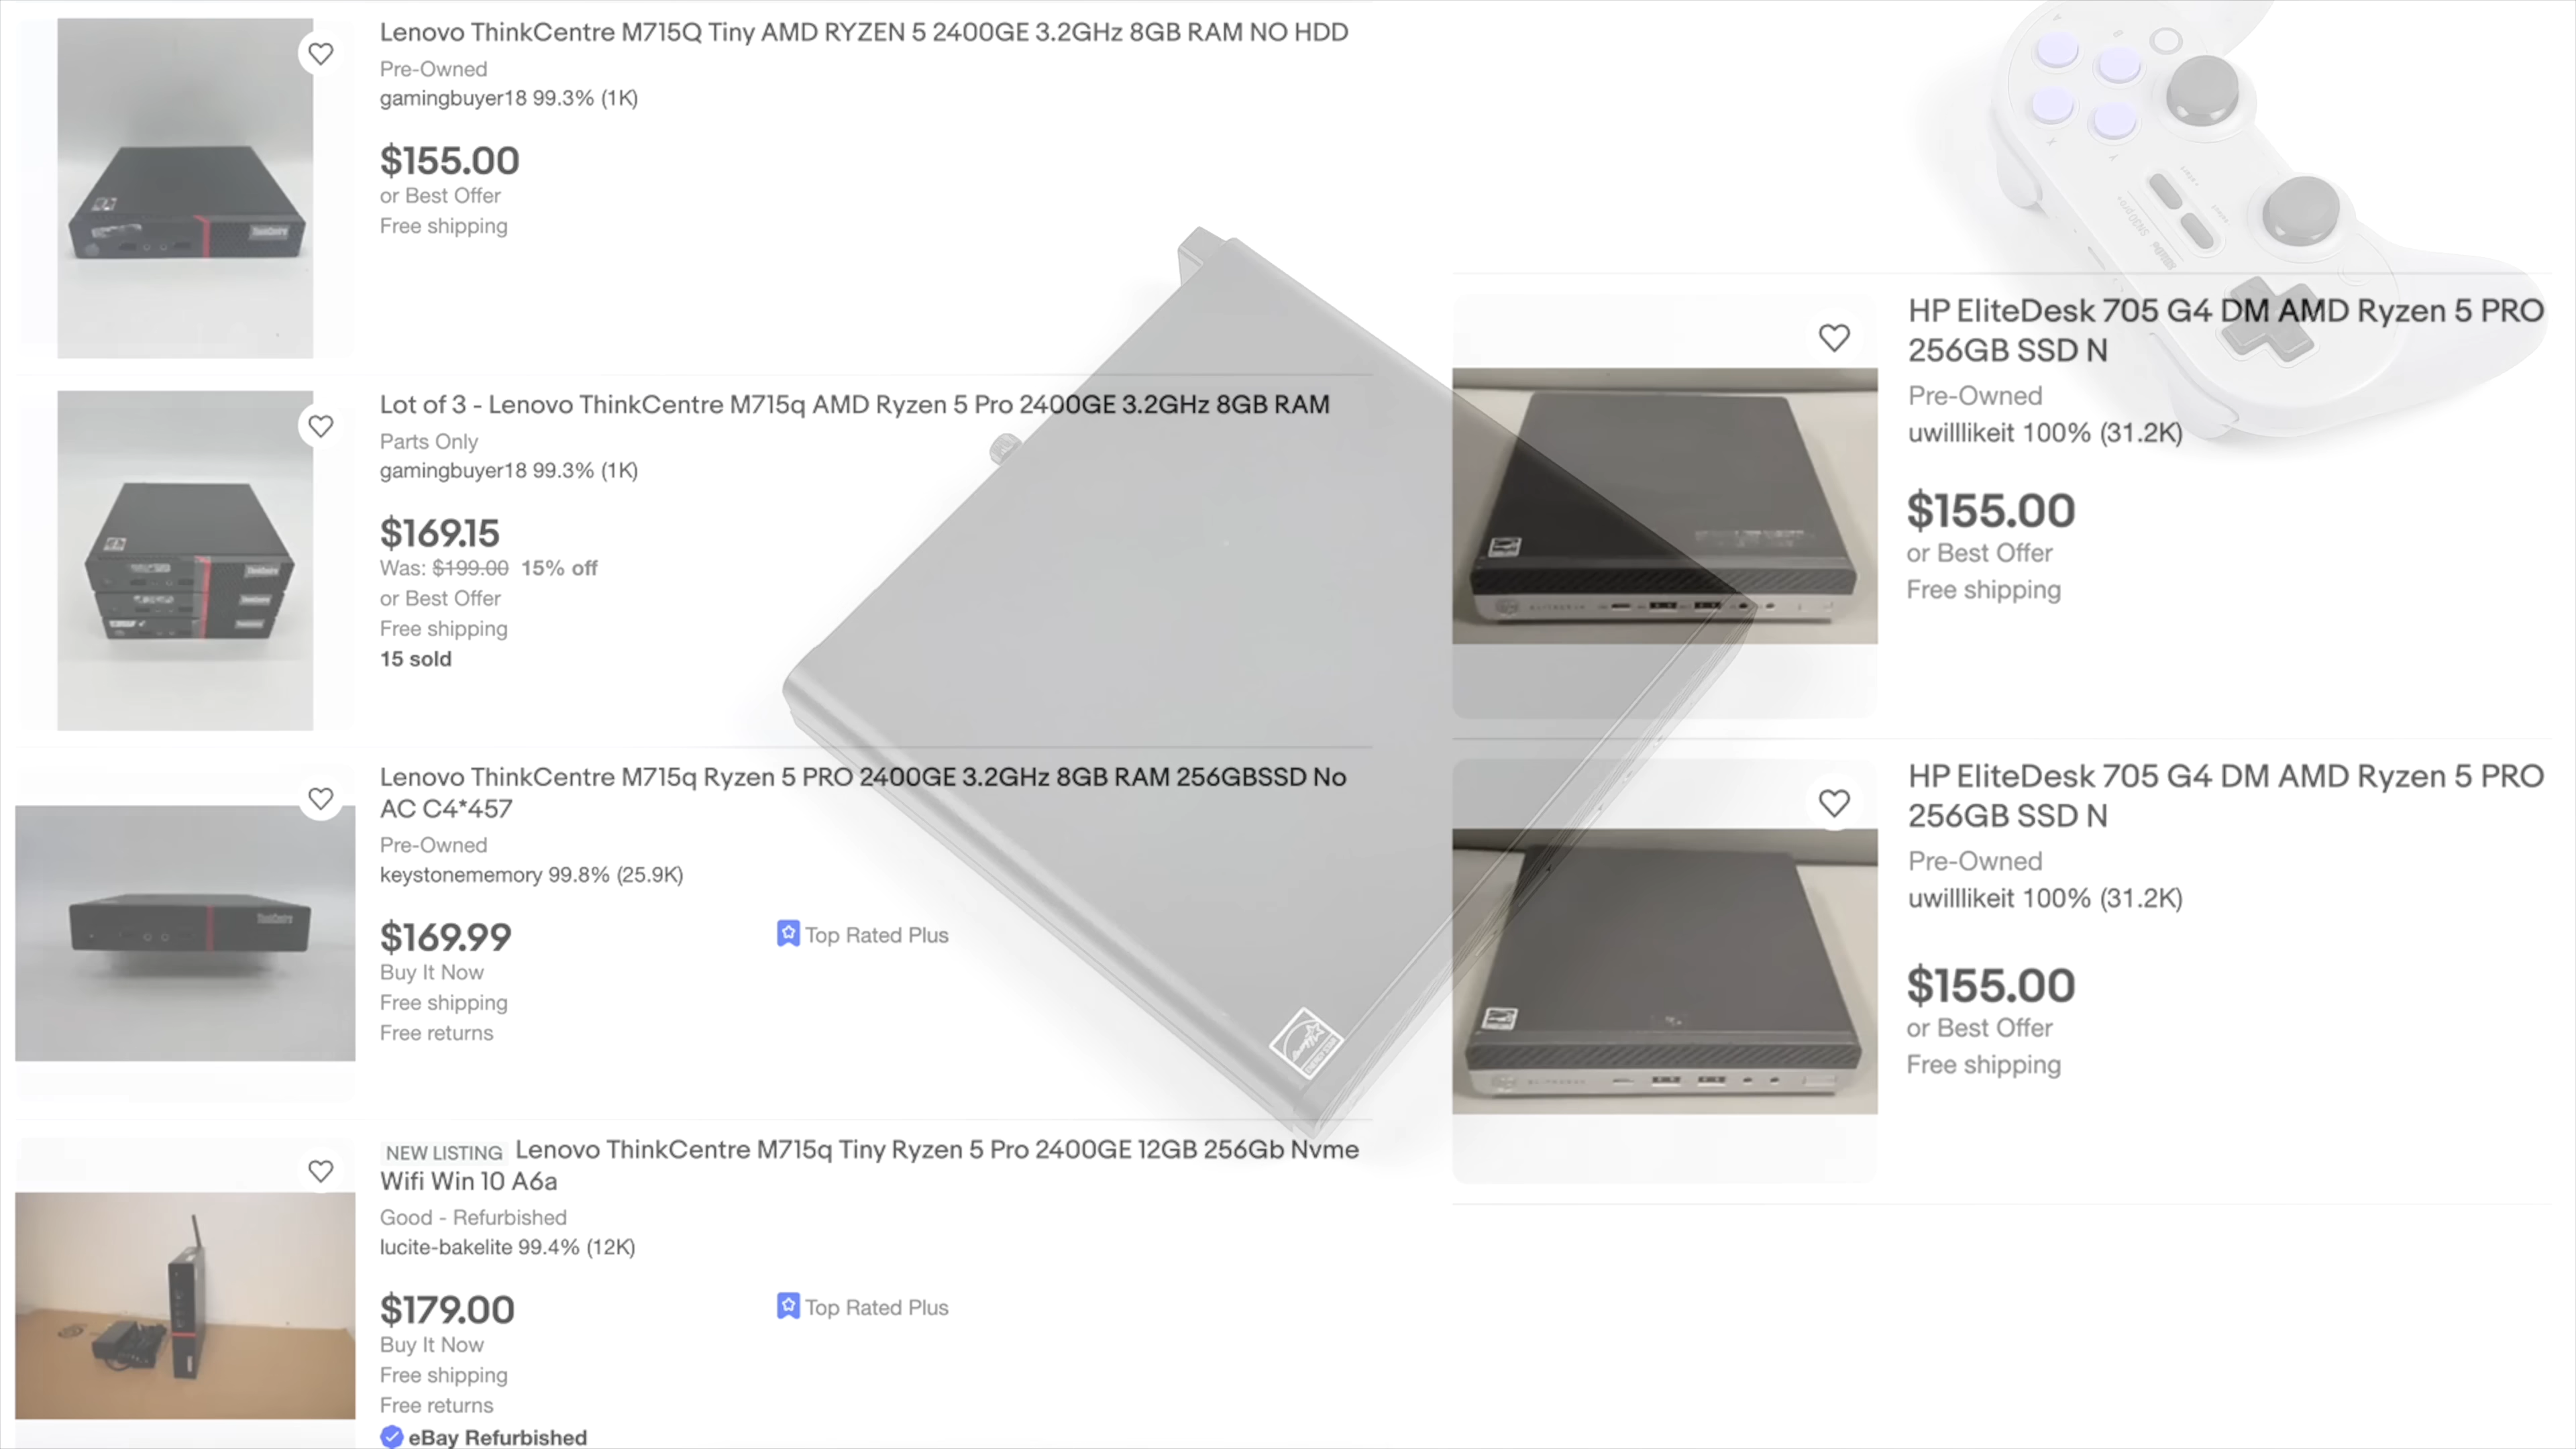 Lenovo ThinkCentre M715Q Tiny AMD RYZEN 5 2400GE 3.2GHz 8GB RAM NO HDD
Pre-Owned
gamingbuyer18 99.3% (1K)
$155.00
or Best Offer
Free shipping
Lot of 3 - Lenovo ThinkCentre M715q AMD Ryzen 5 Pro 2400GE 3.2GHz 8GB RAM
Parts Only
gamingbuyer18 99.3% (1K)
$169.15
Was: $199.00 15% off
or Best Offer
Free shipping
15 sold
Lenovo ThinkCentre M715q Ryzen 5 PRO 2400GE 3.2GHz 8GB RAM 256GBSSD No
AC C4*457
Pre-Owned
keystonememory 99.8% (25.9K)
$169.99
Buy It Now
Free shipping
Free returns
Top Rated Plus
NEW LISTING Lenovo ThinkCentre M715q Tiny Ryzen 5 Pro 2400GE 12GB 256Gb Nvme
Wifi Win 10 A6a
Good - Refurbished
lucite-bakelite 99.4% (12K)
$179.00
Buy It Now
Free shipping
Free returns
eBay Refurbished
Top Rated Plus
HP EliteDesk 705 G4 DM AMD Ryzen 5 PRO
256GB SSD N
Pre-Owned
uwilllikeit 100% (31.2K)
$155.00
or Best Offer
Free shipping
HP EliteDesk 705 G4 DM AMD Ryzen 5 PRO
256GB SSD N
Pre-Owned
uwilllikeit 100% (31.2K)
$155.00
or Best Offer
Free shipping
ThinkCentre
ENERGY STAR